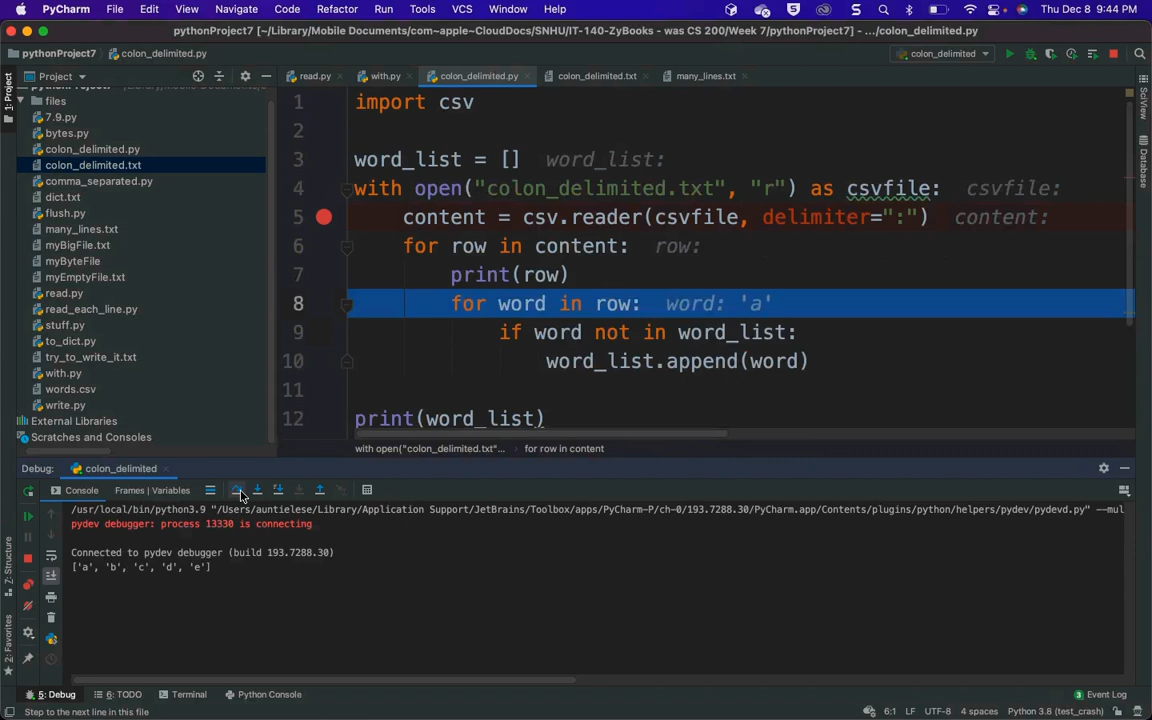 PyCharm File Edit View Navigate Code Refactor Run Tools VCS Window Help Thu Dec 8 9:44 PM
pythonProject7 [~/Library/Mobile Documents/com~apple~CloudDocs/SNHU/IT-140-ZyBooks - was CS 200/Week 7/pythonProject7] - .../colon_delimited.py
pythonProject7 colon_delimited.py colon_delimited
Project read.py with.py colon_delimited.py colon_delimited.txt many_lines.txt
1: Project
SciView
Database
files
7.9.py
bytes.py
colon_delimited.py
colon_delimited.txt
comma_separated.py
dict.txt
flush.py
many_lines.txt
myBigFile.txt
myByteFile
myEmptyFile.txt
read.py
read_each_line.py
stuff.py
to_dict.py
try_to_write_it.txt
with.py
words.csv
write.py
External Libraries
Scratches and Consoles
1 import csv
2
3 word_list = [] word_list:
4 with open("colon_delimited.txt", "r") as csvfile: csvfile:
5 content = csv.reader(csvfile, delimiter=":") content:
6 for row in content: row:
7 print(row)
8 for word in row: word: 'a'
9 if word not in word_list:
10 word_list.append(word)
11
12 print(word_list)
with open("colon_delimited.txt"... for row in content
Debug: colon_delimited
Console Frames | Variables
/usr/local/bin/python3.9 "/Users/auntielese/Library/Application Support/JetBrains/Toolbox/apps/PyCharm-P/ch-0/193.7288.30/PyCharm.app/Contents/plugins/python/helpers/pydev/pydevd.py" --mul
pydev debugger: process 13330 is connecting
Connected to pydev debugger (build 193.7288.30)
['a', 'b', 'c', 'd', 'e']
Z: Structure
2: Favorites
5: Debug 6: TODO Terminal Python Console 3 Event Log
Step to the next line in this file 6:1 LF UTF-8 4 spaces Python 3.8 (test_crash)